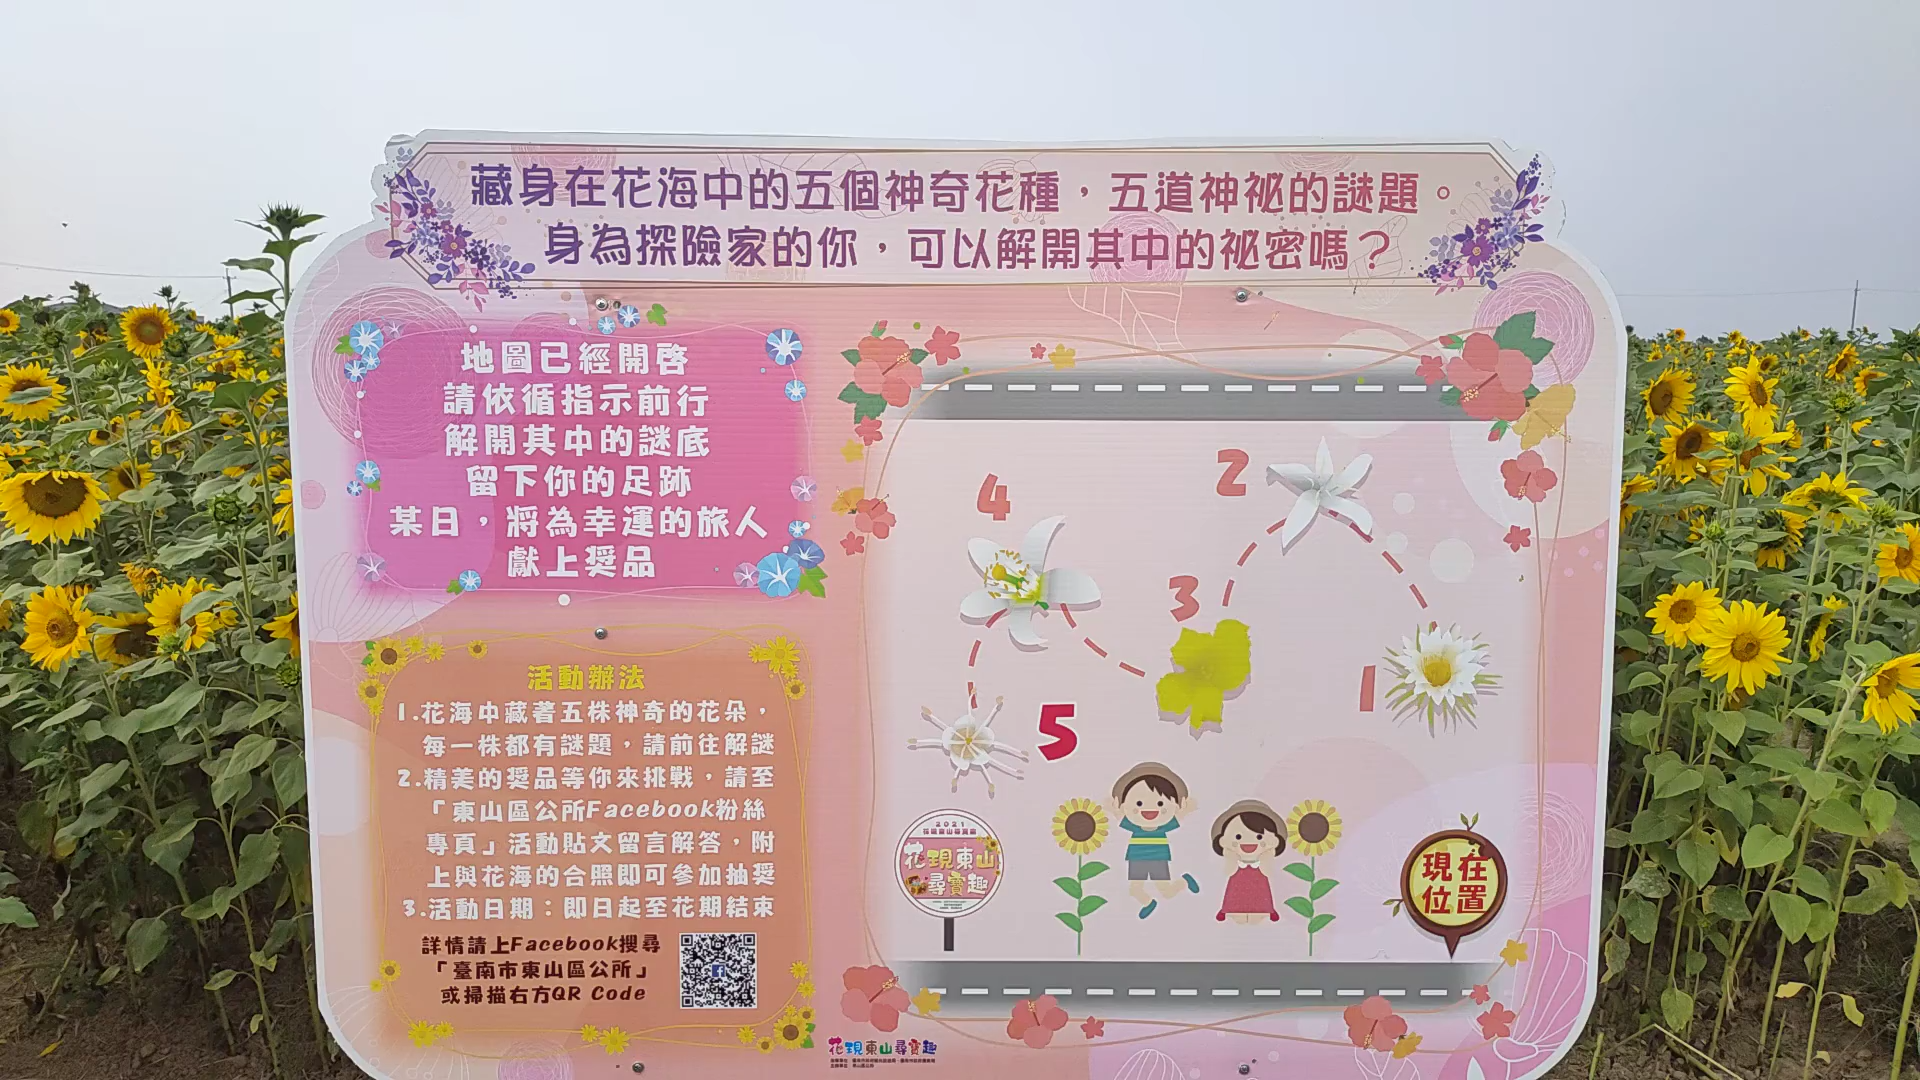 藏身在花海中的五個神奇花種，五道神祕的謎題。
身為探險家的你，可以解開其中的祕密嗎？
地圖已經開啓
請依循指示前行
解開其中的謎底
留下你的足跡
某日，將為幸運的旅人
獻上獎品
活動辦法
1.花海中藏著五株神奇的花朵，
每一株都有謎題，請前往解謎
2.精美的獎品等你來挑戰，請至
「東山區公所Facebook粉絲
專頁」活動貼文留言解答，附
上與花海的合照即可參加抽獎
3.活動日期：即日起至花期結束
詳情請上Facebook搜尋
「臺南市東山區公所」
或掃描右方QR Code
4
2
3
1
5
2021
花現東山尋寶趣
花現東山
尋寶趣
現在
位置
花現東山尋寶趣